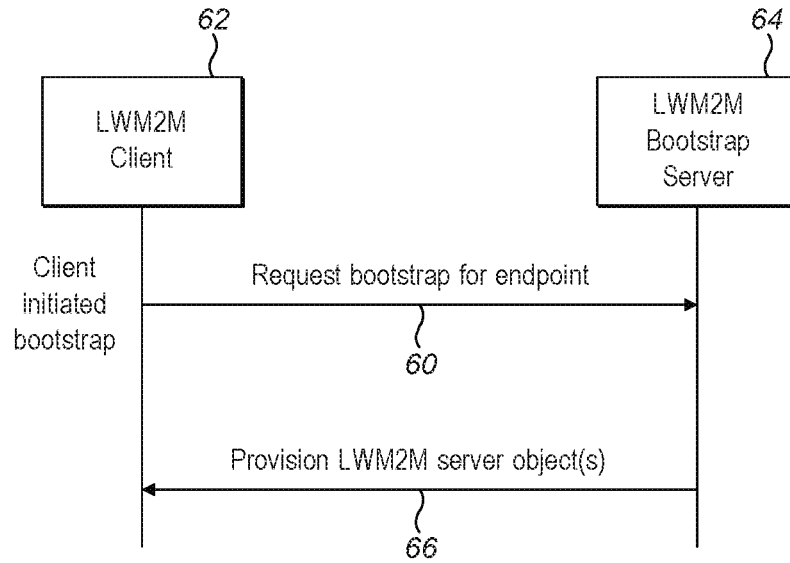 62
64
LWM2M
Client
LWM2M
Bootstrap
Server
Client
initiated
bootstrap
Request bootstrap for endpoint
60
Provision LWM2M server object(s)
66